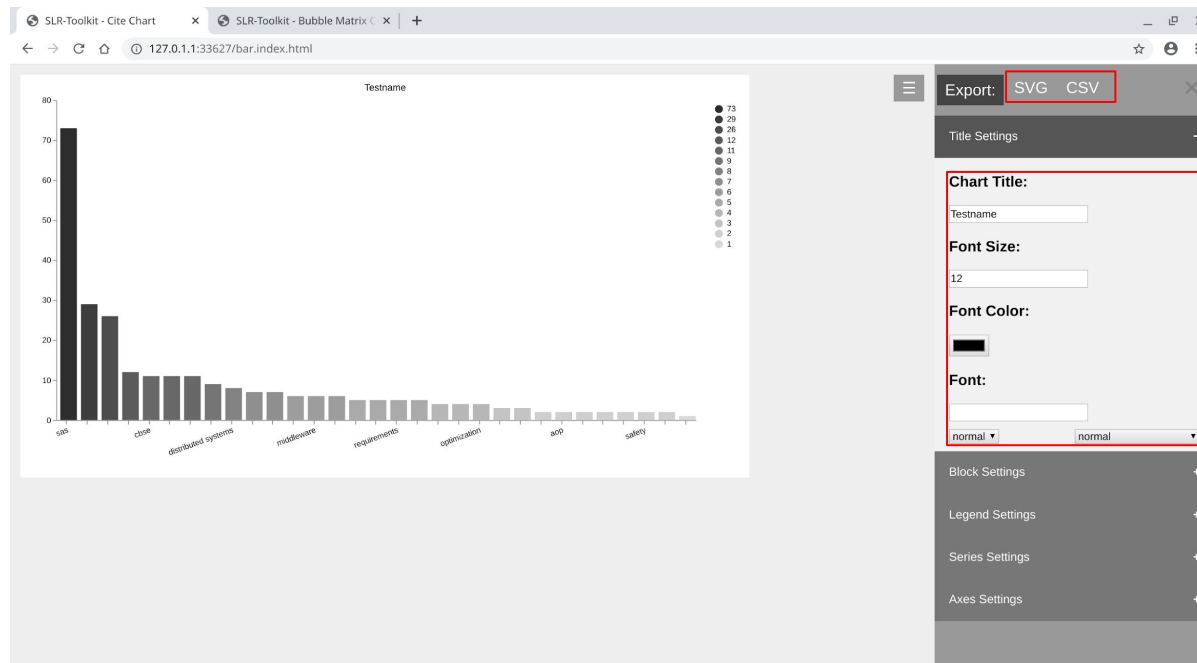 SLR-Toolkit - Cite Chart
SLR-Toolkit - Bubble Matrix C
127.0.1.1:33627/bar.index.html
Testname
80
70
60
50
40
30
20
10
0
73
29
26
12
11
9
8
7
6
5
4
3
2
1
sas
cbse
distributed systems
middleware
requirements
optimization
aop
safety
Export: SVG CSV
Title Settings
Chart Title:
Testname
Font Size:
12
Font Color:
Font:
normal normal
Block Settings
Legend Settings
Series Settings
Axes Settings